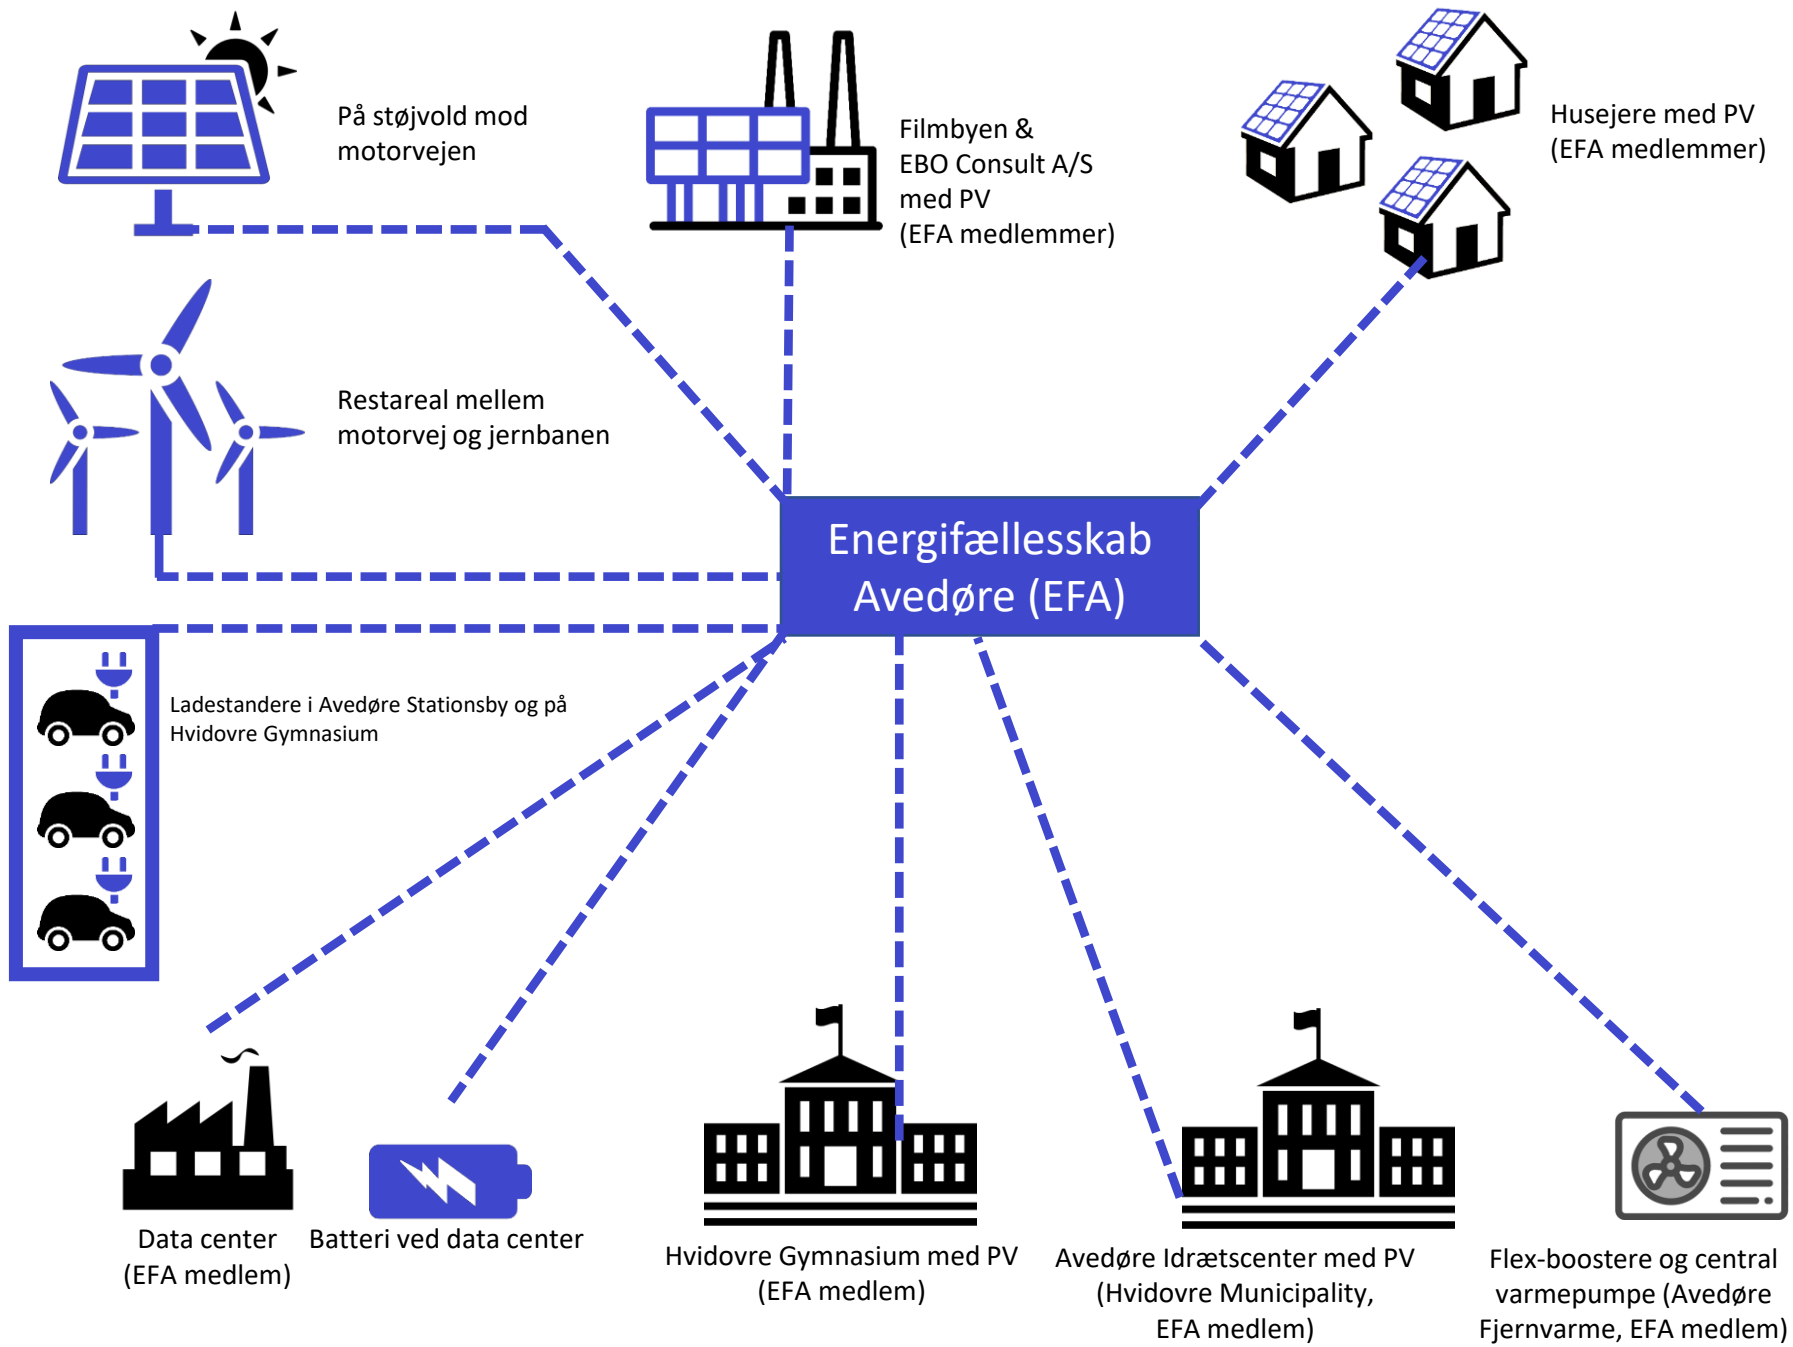 På støjvold mod
motorvejen
Filmbyen &
EBO Consult A/S
med PV
(EFA medlemmer)
Husejere med PV
(EFA medlemmer)
Restareal mellem
motorvej og jernbanen
Energifællesskab
Avedøre (EFA)
Ladestandere i Avedøre Stationsby og på
Hvidovre Gymnasium
Data center
(EFA medlem)
Batteri ved data center
Hvidovre Gymnasium med PV
(EFA medlem)
Avedøre Idrætscenter med PV
(Hvidovre Municipality,
EFA medlem)
Flex-boostere og central
varmepumpe (Avedøre
Fjernvarme, EFA medlem)